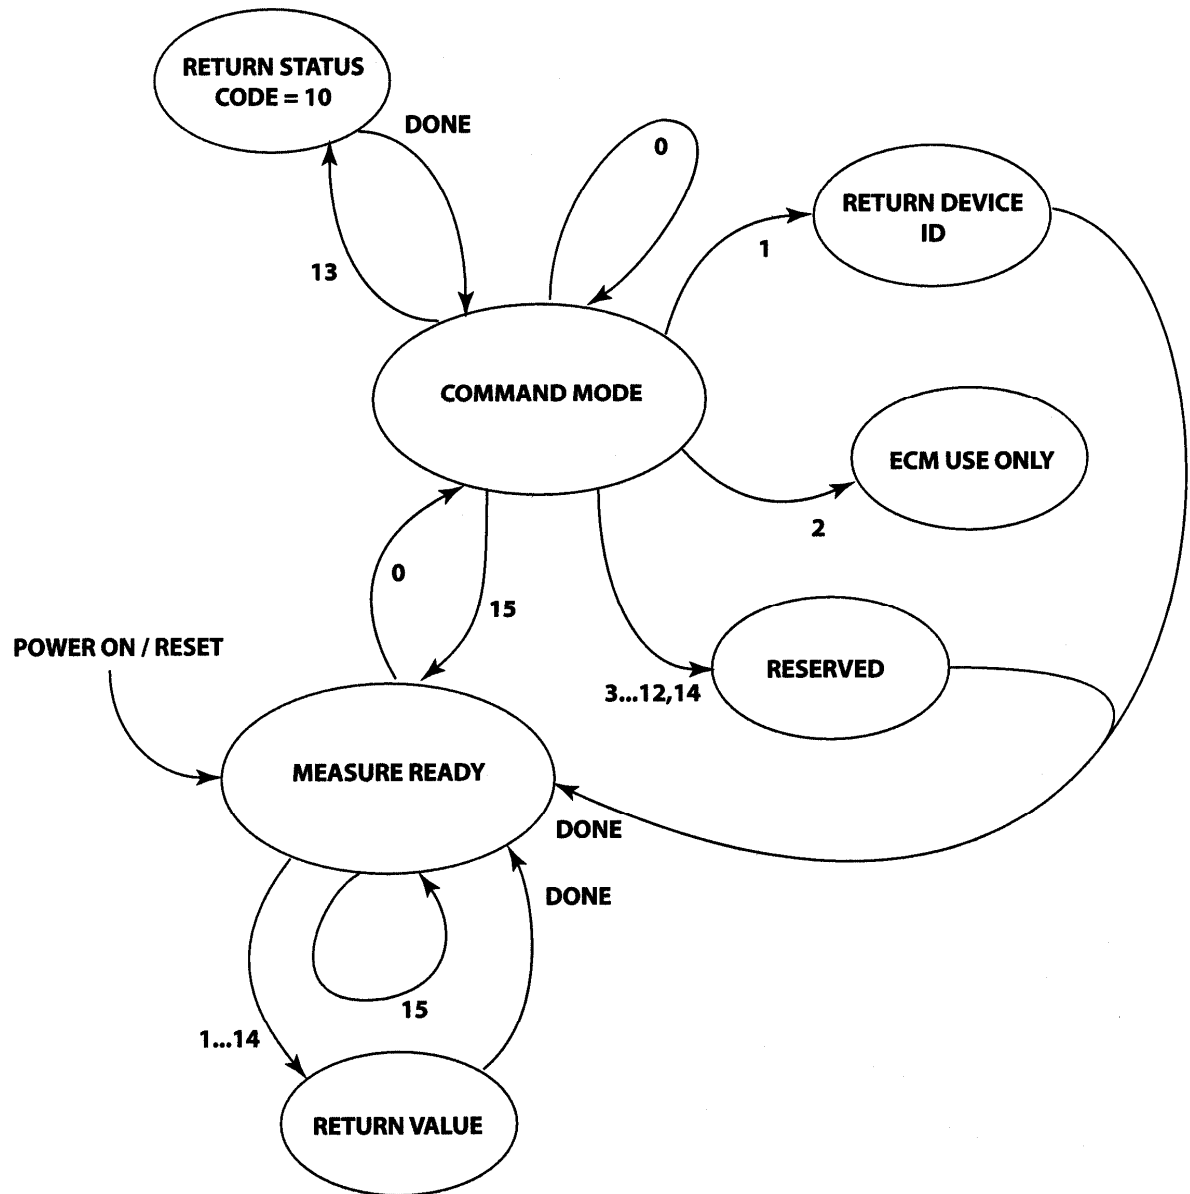 RETURN STATUS
CODE = 10
DONE
0
RETURN DEVICE
ID
1
13
COMMAND MODE
ECM USE ONLY
2
0
15
POWER ON / RESET
RESERVED
3...12,14
MEASURE READY
DONE
DONE
15
1...14
RETURN VALUE